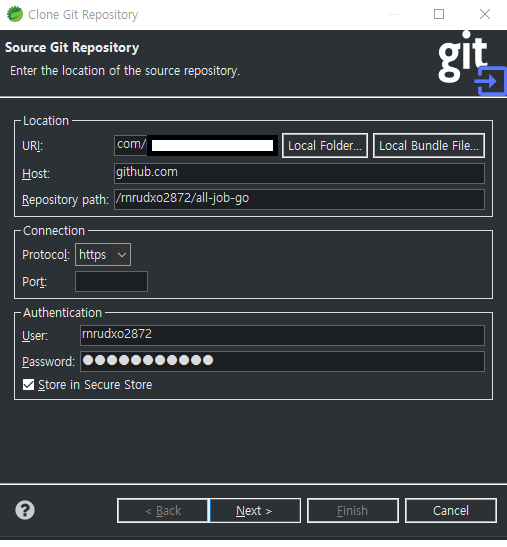 Clone Git Repository
Source Git Repository
Enter the location of the source repository.
git
Location
URI: com/ Local Folder... Local Bundle File...
Host: github.com
Repository path: /rnrudxo2872/all-job-go
Connection
Protocol: https
Port:
Authentication
User: rnrudxo2872
Password: ●●●●●●●●●●●
Store in Secure Store
? < Back Next > Finish Cancel